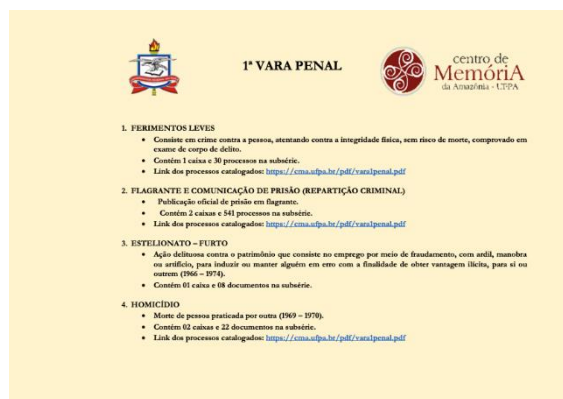 1ª VARA PENAL
centro de
MemóriA
da Amazônia - UFPA
1. FERIMENTOS LEVES
• Consiste em crime contra a pessoa, atentando contra a integridade física, sem risco de morte, comprovado em
exame de corpo de delito.
• Contém 1 caixa e 30 processos na subsérie.
• Link dos processos catalogados: https://cma.ufpa.br/pdf/vara1penal.pdf
2. FLAGRANTE E COMUNICAÇÃO DE PRISÃO (REPARTIÇÃO CRIMINAL)
• Publicação oficial de prisão em flagrante.
• Contém 2 caixas e 541 processos na subsérie.
• Link dos processos catalogados: https://cma.ufpa.br/pdf/vara1penal.pdf
3. ESTELIONATO – FURTO
• Ação delituosa contra o patrimônio que consiste no emprego por meio de fraudamento, com ardil, manobra
ou artifício, para induzir ou manter alguém em erro com a finalidade de obter vantagem ilícita, para si ou
outrem (1966 – 1974).
• Contém 01 caixa e 08 documentos na subsérie.
4. HOMICÍDIO
• Morte de pessoa praticada por outra (1969 – 1970).
• Contém 02 caixas e 22 documentos na subsérie.
• Link dos processos catalogados: https://cma.ufpa.br/pdf/vara1penal.pdf